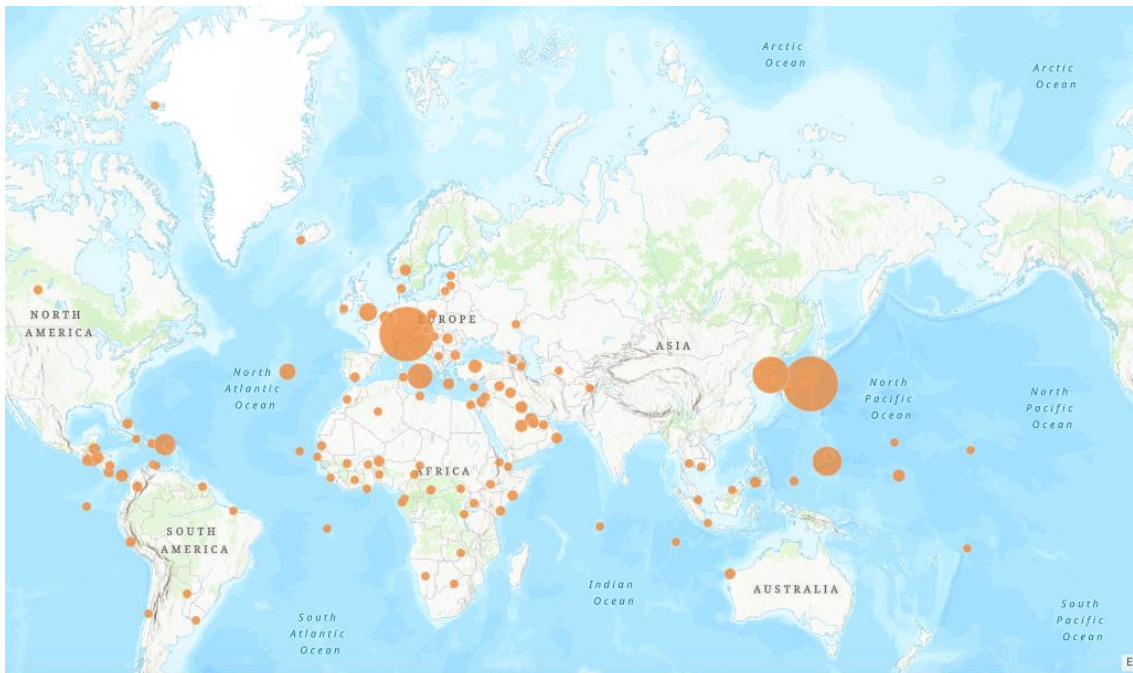 Arctic
Ocean
Arctic
Ocean
NORTH
AMERICA
EUROPE
ASIA
North
Atlantic
Ocean
North
Pacific
Ocean
North
Pacific
Ocean
AFRICA
SOUTH
AMERICA
Indian
Ocean
AUSTRALIA
South
Atlantic
Ocean
South
Pacific
Ocean
E